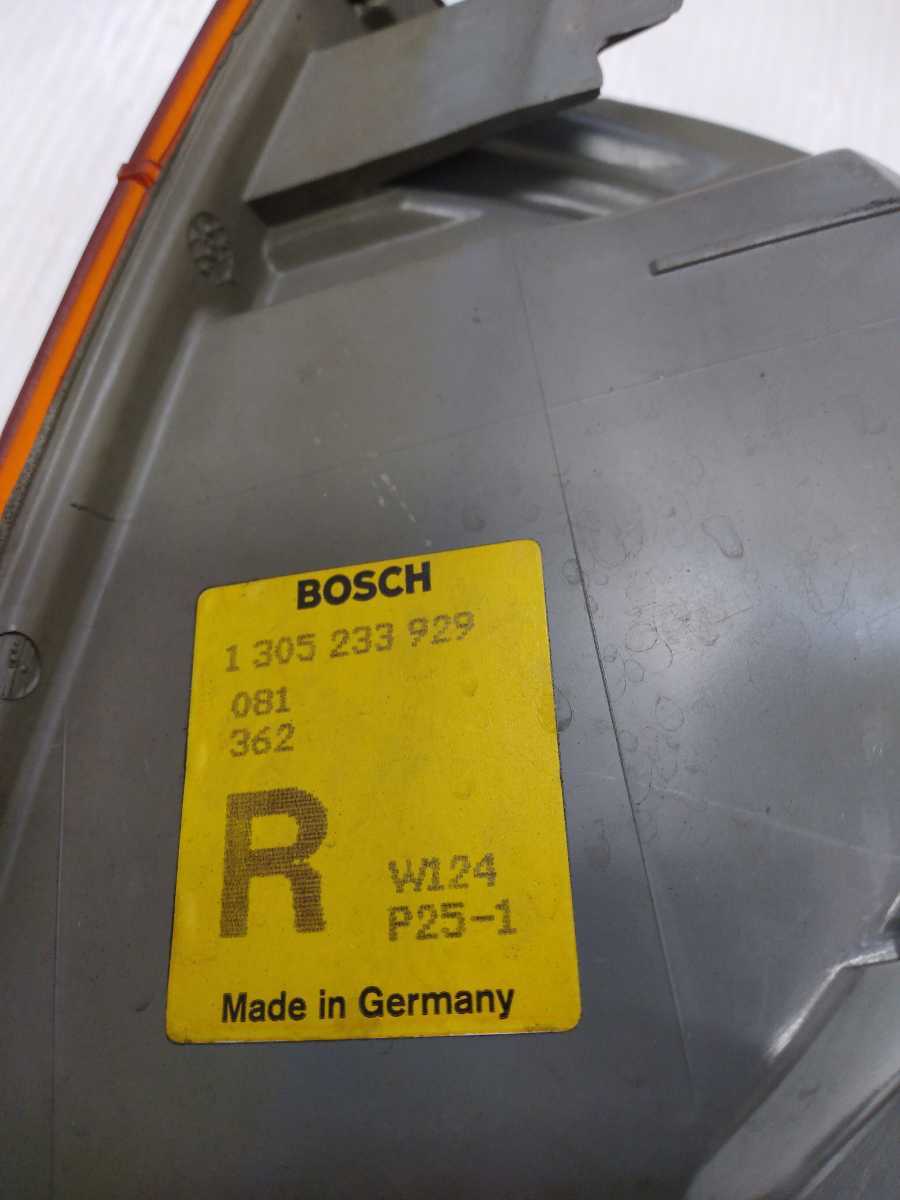 BOSCH
1 305 233 929
081
362
R
W124
P25-1
Made in Germany